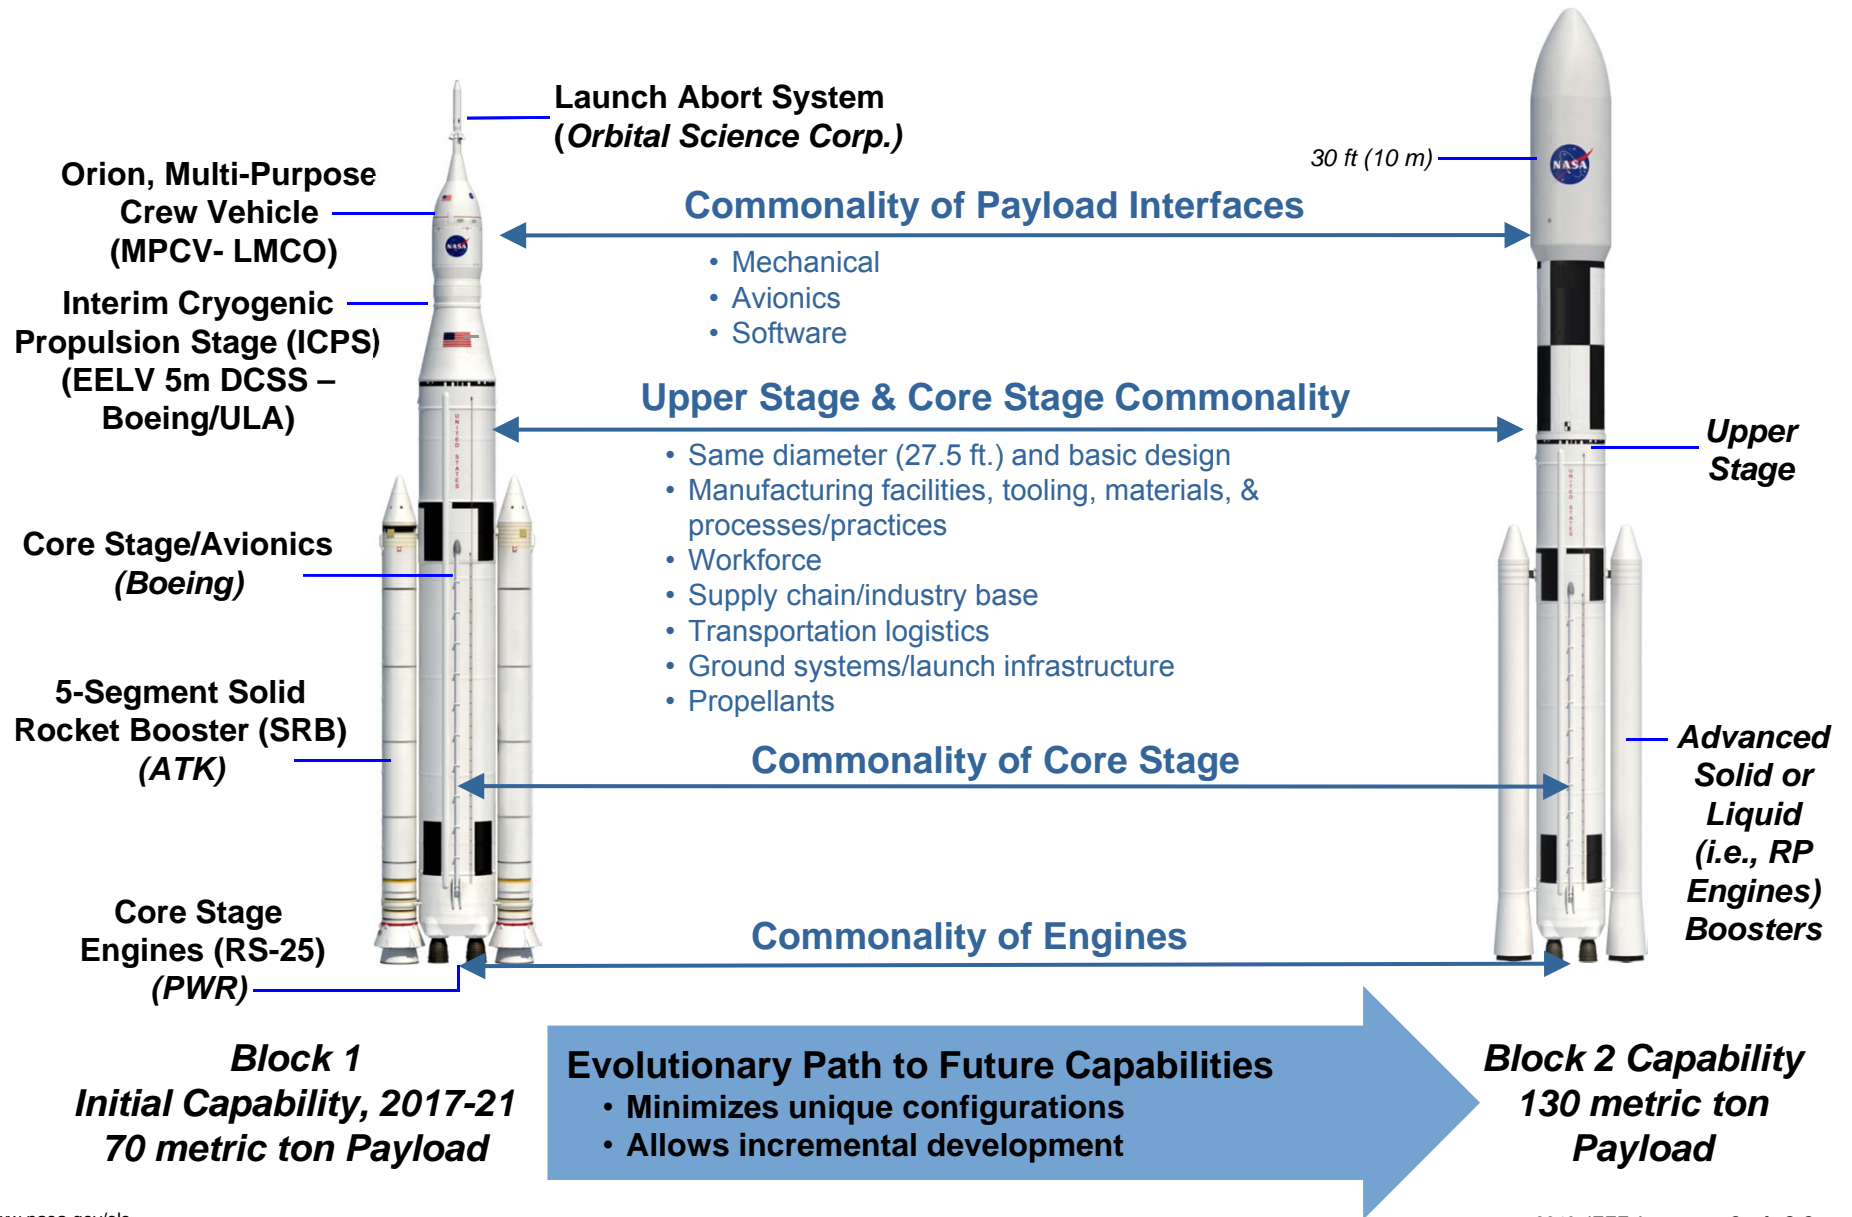 Launch Abort System
(Orbital Science Corp.)
Orion, Multi-Purpose
Crew Vehicle
(MPCV- LMCO)
Interim Cryogenic
Propulsion Stage (ICPS)
(EELV 5m DCSS –
Boeing/ULA)
Core Stage/Avionics
(Boeing)
5-Segment Solid
Rocket Booster (SRB)
(ATK)
Core Stage
Engines (RS-25)
(PWR)
NASA
UNITED STATES
Commonality of Payload Interfaces
• Mechanical
• Avionics
• Software
Upper Stage & Core Stage Commonality
• Same diameter (27.5 ft.) and basic design
• Manufacturing facilities, tooling, materials, &
processes/practices
• Workforce
• Supply chain/industry base
• Transportation logistics
• Ground systems/launch infrastructure
• Propellants
Commonality of Core Stage
Commonality of Engines
30 ft (10 m)
NASA
UNITED STATES
Upper
Stage
Advanced
Solid or
Liquid
(i.e., RP
Engines)
Boosters
Block 1
Initial Capability, 2017-21
70 metric ton Payload
Evolutionary Path to Future Capabilities
• Minimizes unique configurations
• Allows incremental development
Block 2 Capability
130 metric ton
Payload